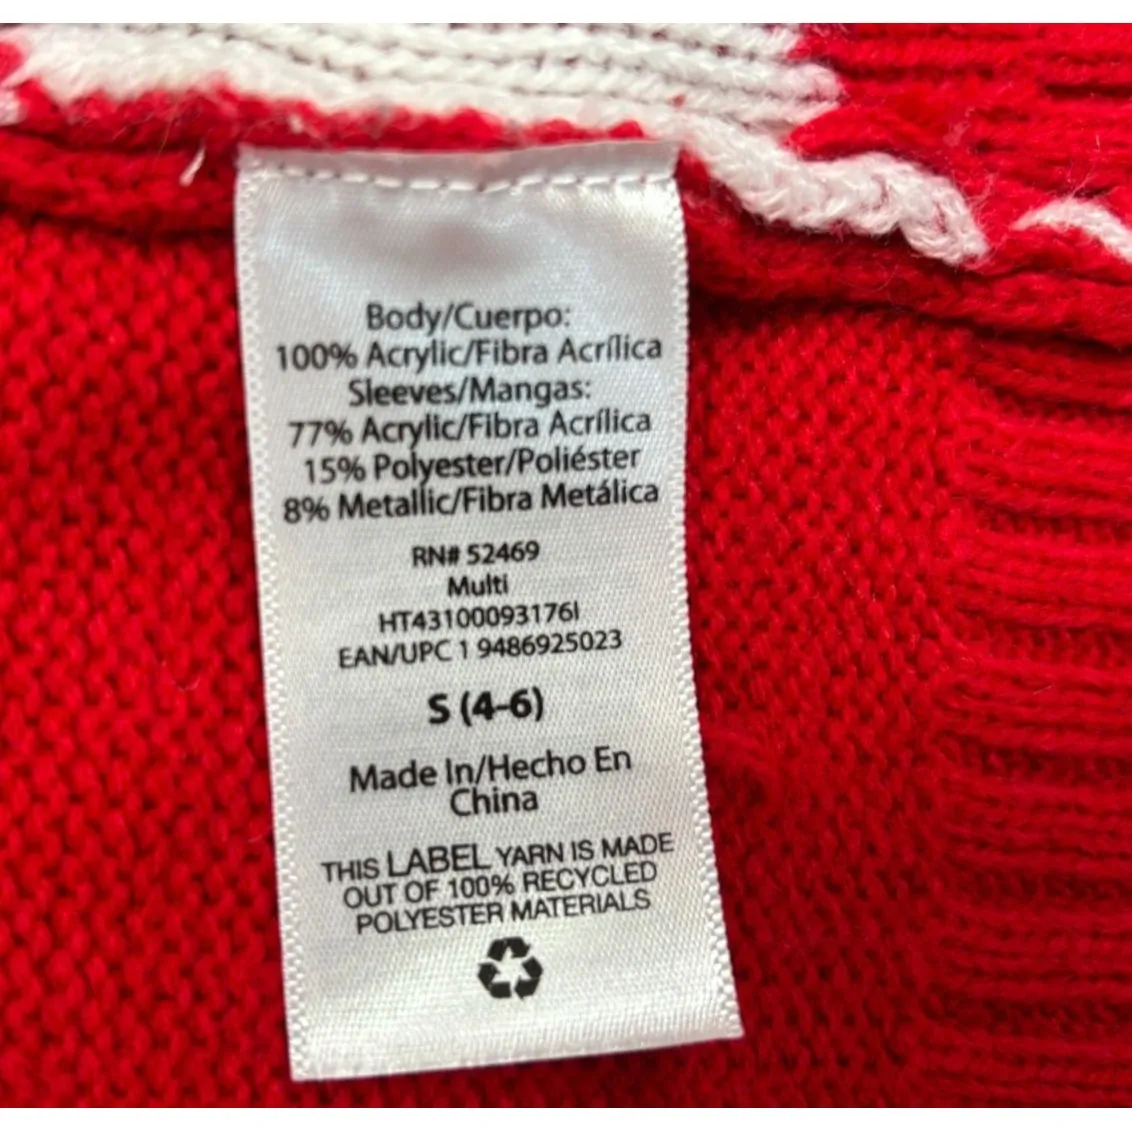 Body/Cuerpo:
100% Acrylic/Fibra Acrílica
Sleeves/Mangas:
77% Acrylic/Fibra Acrílica
15% Polyester/Poliéster
8% Metallic/Fibra Metálica
RN# 52469
Multi
HT43100093176I
EAN/UPC 1 9486925023
S (4-6)
Made In/Hecho En
China
THIS LABEL YARN IS MADE
OUT OF 100% RECYCLED
POLYESTER MATERIALS